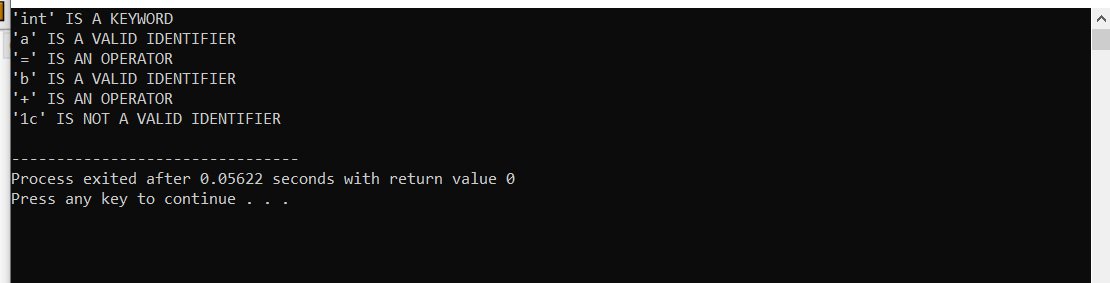 'int' IS A KEYWORD
'a' IS A VALID IDENTIFIER
'=' IS AN OPERATOR
'b' IS A VALID IDENTIFIER
'+' IS AN OPERATOR
'1c' IS NOT A VALID IDENTIFIER
--------------------------------
Process exited after 0.05622 seconds with return value 0
Press any key to continue . . .